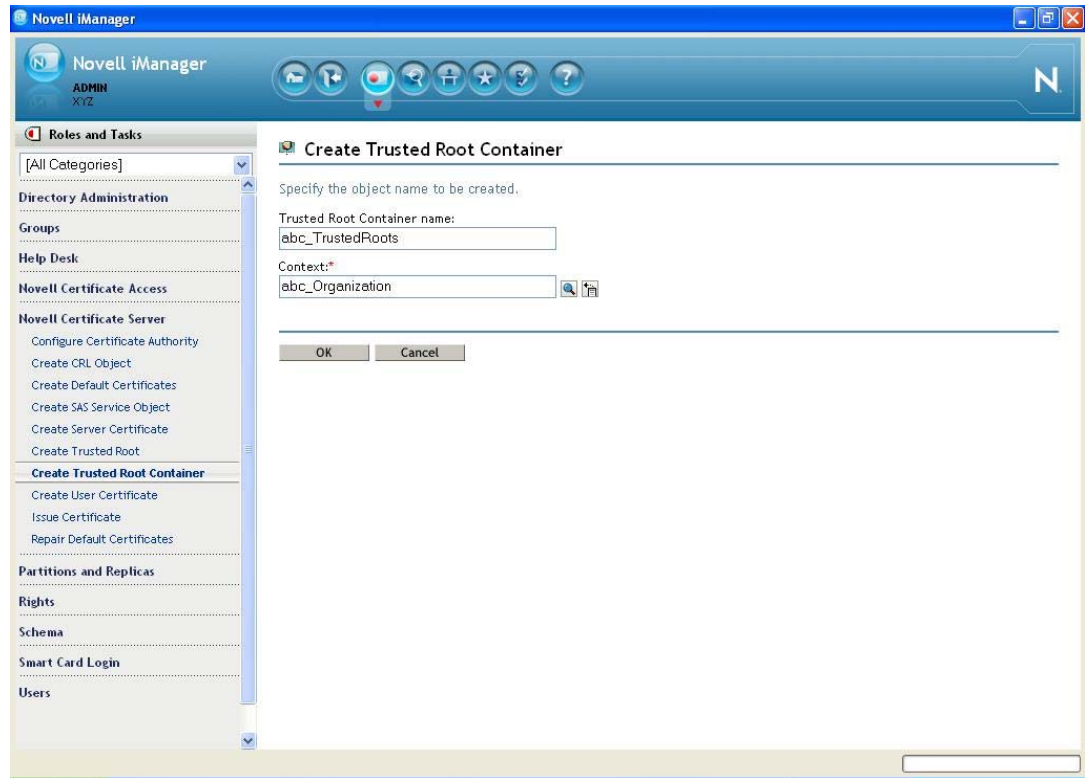 Novell iManager
N
Novell iManager
ADMIN
XYZ
?
N.
Roles and Tasks
[All Categories]
Directory Administration
Groups
Help Desk
Novell Certificate Access
Novell Certificate Server
Configure Certificate Authority
Create CRL Object
Create Default Certificates
Create SAS Service Object
Create Server Certificate
Create Trusted Root
Create Trusted Root Container
Create User Certificate
Issue Certificate
Repair Default Certificates
Partitions and Replicas
Rights
Schema
Smart Card Login
Users
Create Trusted Root Container
Specify the object name to be created.
Trusted Root Container name:
abc_TrustedRoots
Context:*
abc_Organization
OK Cancel